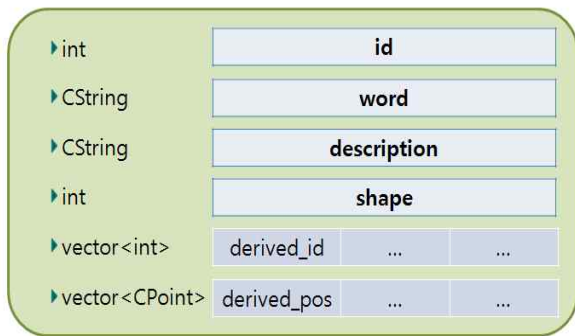 int id
CString word
CString description
int shape
vector<int> derived_id ... ...
vector<CPoint> derived_pos ... ...